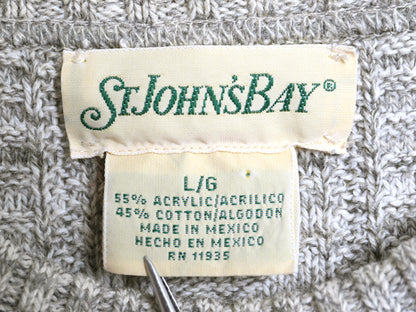 ST. JOHN'S BAY®
L/G
55% ACRYLIC/ACRILICO
45% COTTON/ALGODON
MADE IN MEXICO
HECHO EN MEXICO
RN 11935